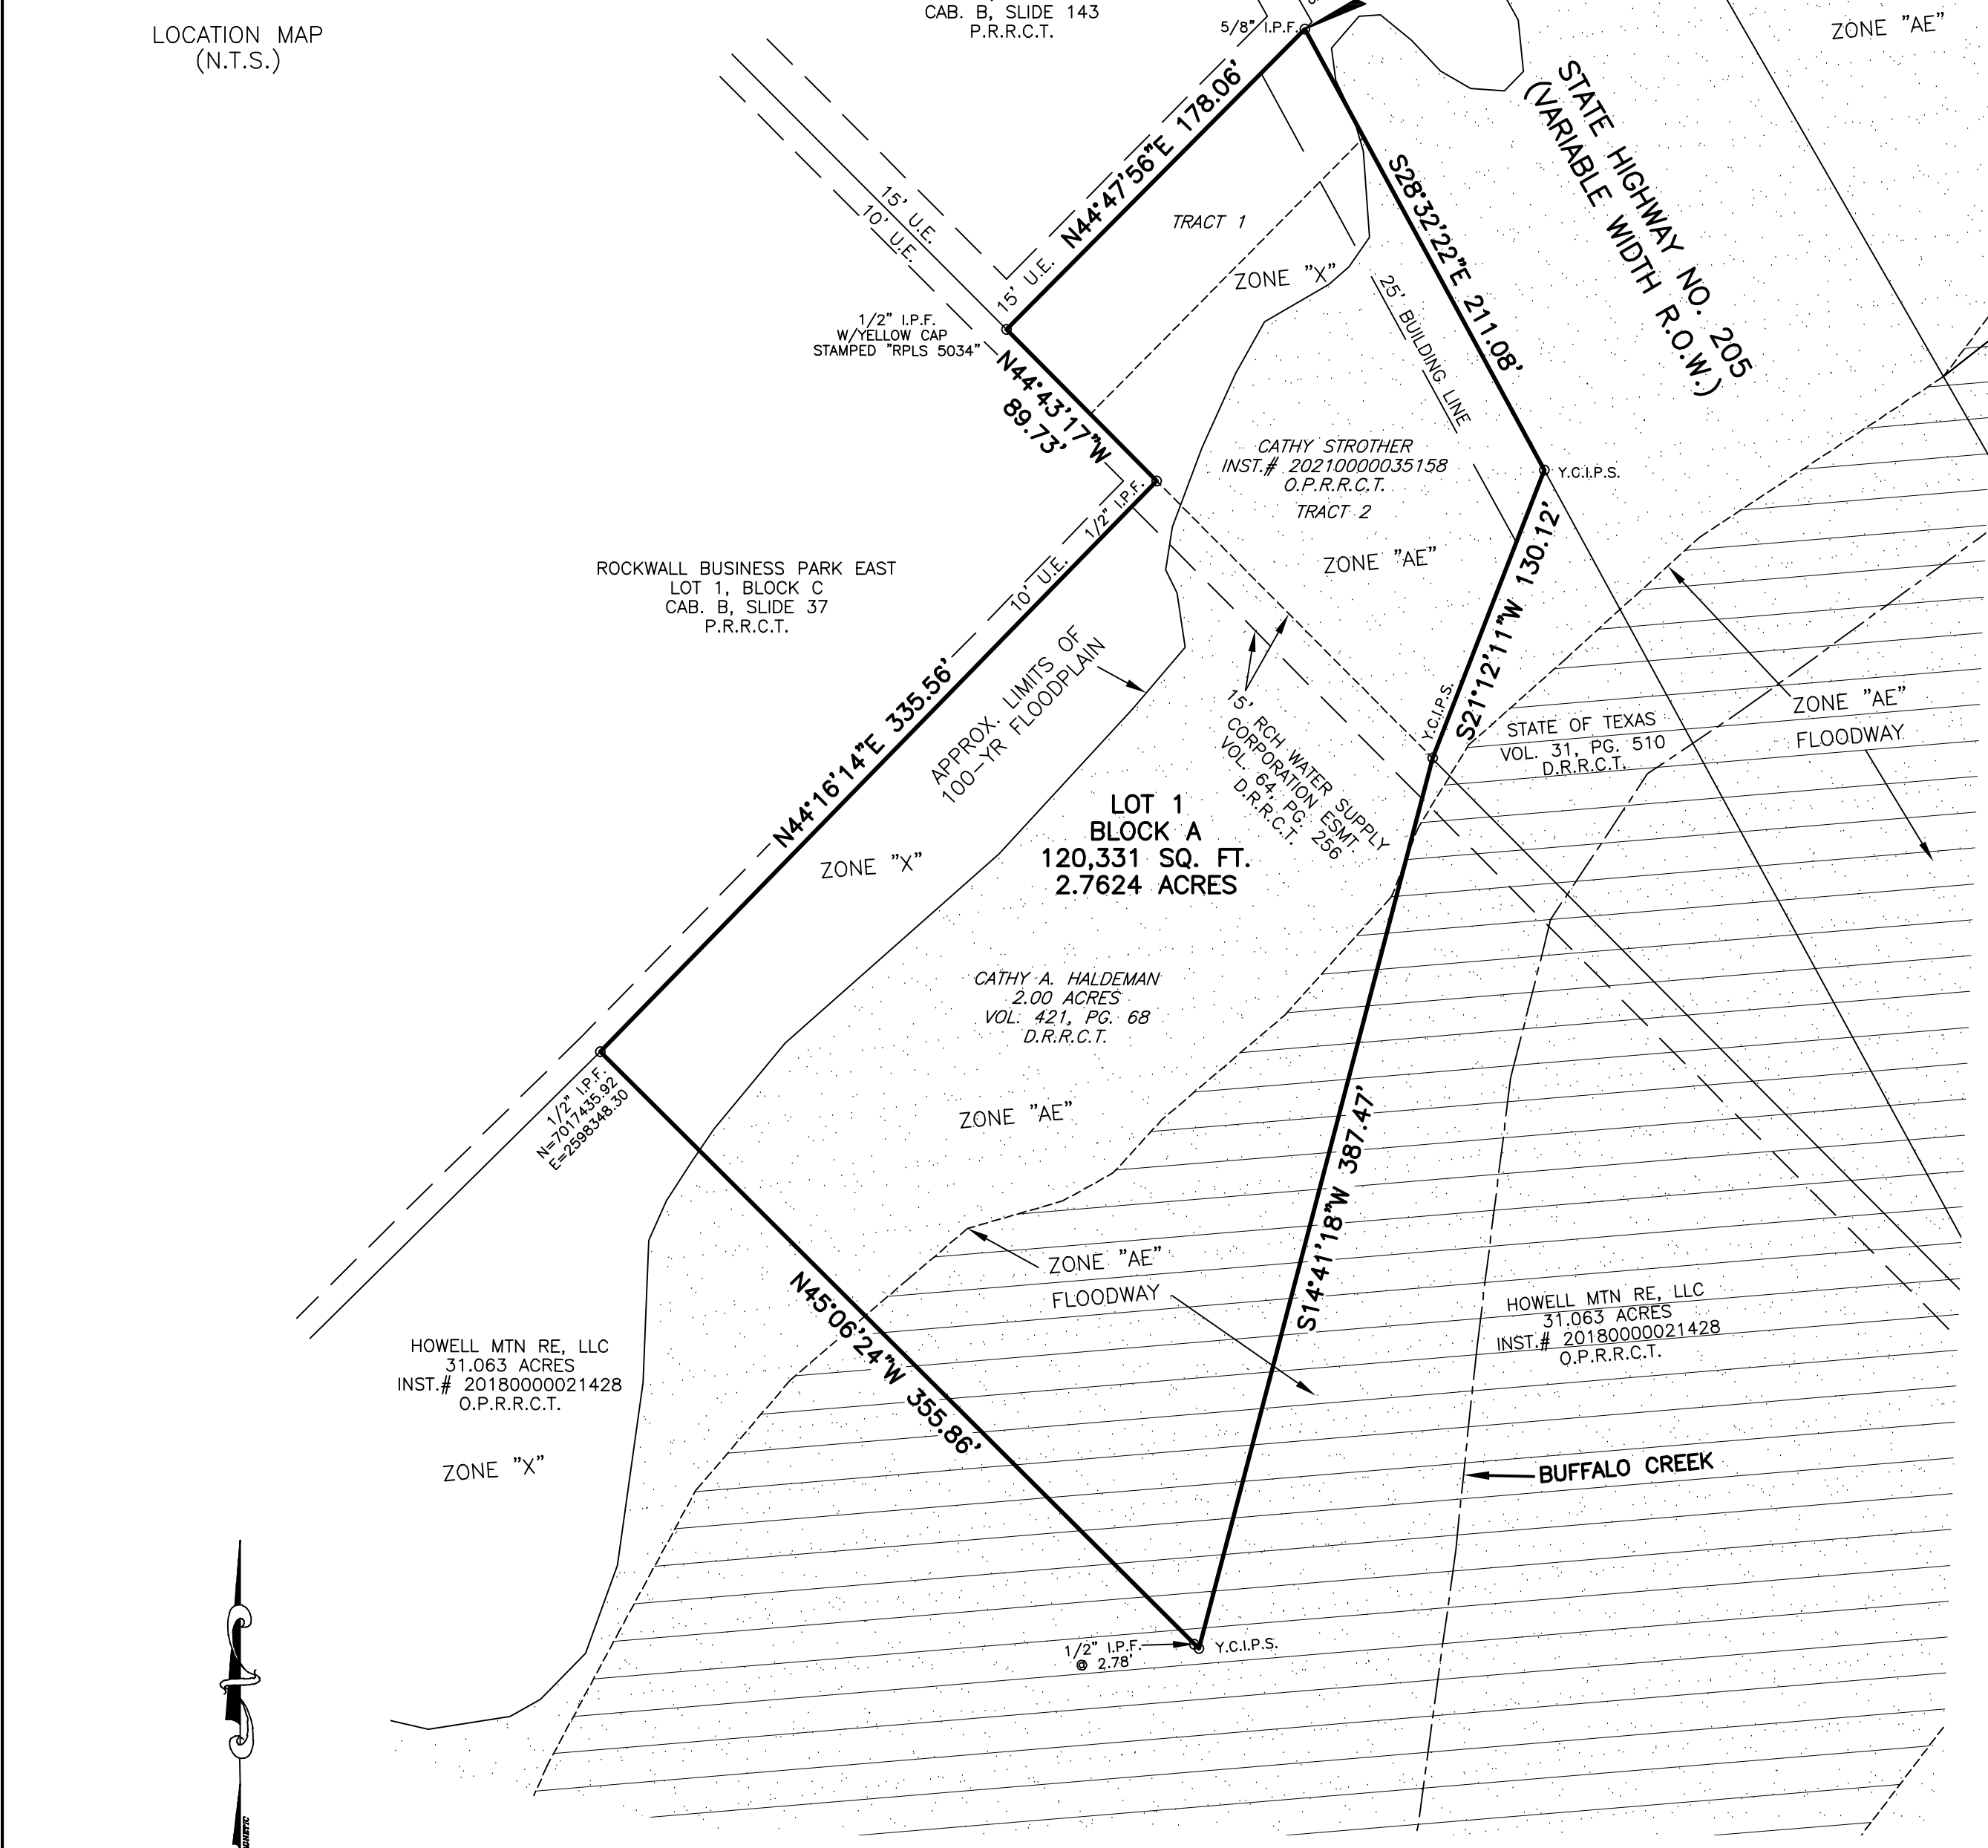 LOCATION MAP
(N.T.S.)
CAB. B, SLIDE 143
P.R.R.C.T.
5/8" I.P.F.
ZONE "AE"
STATE HIGHWAY NO. 205
(VARIABLE WIDTH R.O.W.)
N44°47'56"E 178.06'
S28°32'22"E 211.08'
15' U.E.
10' U.E.
15' U.E.
TRACT 1
ZONE "X"
25' BUILDING LINE
1/2" I.P.F.
W/YELLOW CAP
STAMPED "RPLS 5034"
N44°43'17"W
89.73'
CATHY STROTHER
INST.# 20210000035158
O.P.R.R.C.T.
TRACT 2
ZONE "AE"
Y.C.I.P.S.
1/2" I.P.F.
10' U.E.
ROCKWALL BUSINESS PARK EAST
LOT 1, BLOCK C
CAB. B, SLIDE 37
P.R.R.C.T.
N44°16'14"E 335.56'
APPROX. LIMITS OF
100-YR FLOODPLAIN
S21°12'11"W 130.12'
Y.C.I.P.S.
15' RCH WATER SUPPLY
CORPORATION ESMT.
VOL. 64, PG. 256
D.R.R.C.T.
STATE OF TEXAS
VOL. 31, PG. 510
D.R.R.C.T.
ZONE "AE"
FLOODWAY
LOT 1
BLOCK A
120,331 SQ. FT.
2.7624 ACRES
ZONE "X"
CATHY A. HALDEMAN
2.00 ACRES
VOL. 421, PG. 68
D.R.R.C.T.
1/2" I.P.F.
N=7017435.92
E=2598348.30
ZONE "AE"
S14°41'18"W 387.47'
ZONE "AE"
FLOODWAY
N45°06'24"W 355.86'
HOWELL MTN RE, LLC
31.063 ACRES
INST.# 20180000021428
O.P.R.R.C.T.
HOWELL MTN RE, LLC
31.063 ACRES
INST.# 20180000021428
O.P.R.R.C.T.
ZONE "X"
BUFFALO CREEK
1/2" I.P.F.
@ 2.78'
Y.C.I.P.S.